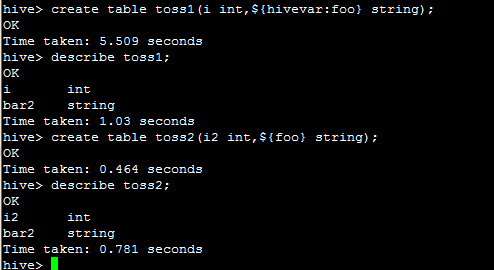 hive> create table toss1(i int,${hivevar:foo} string);
OK
Time taken: 5.509 seconds
hive> describe toss1;
OK
i       int
bar2    string
Time taken: 1.03 seconds
hive> create table toss2(i2 int,${foo} string);
OK
Time taken: 0.464 seconds
hive> describe toss2;
OK
i2      int
bar2    string
Time taken: 0.781 seconds
hive>